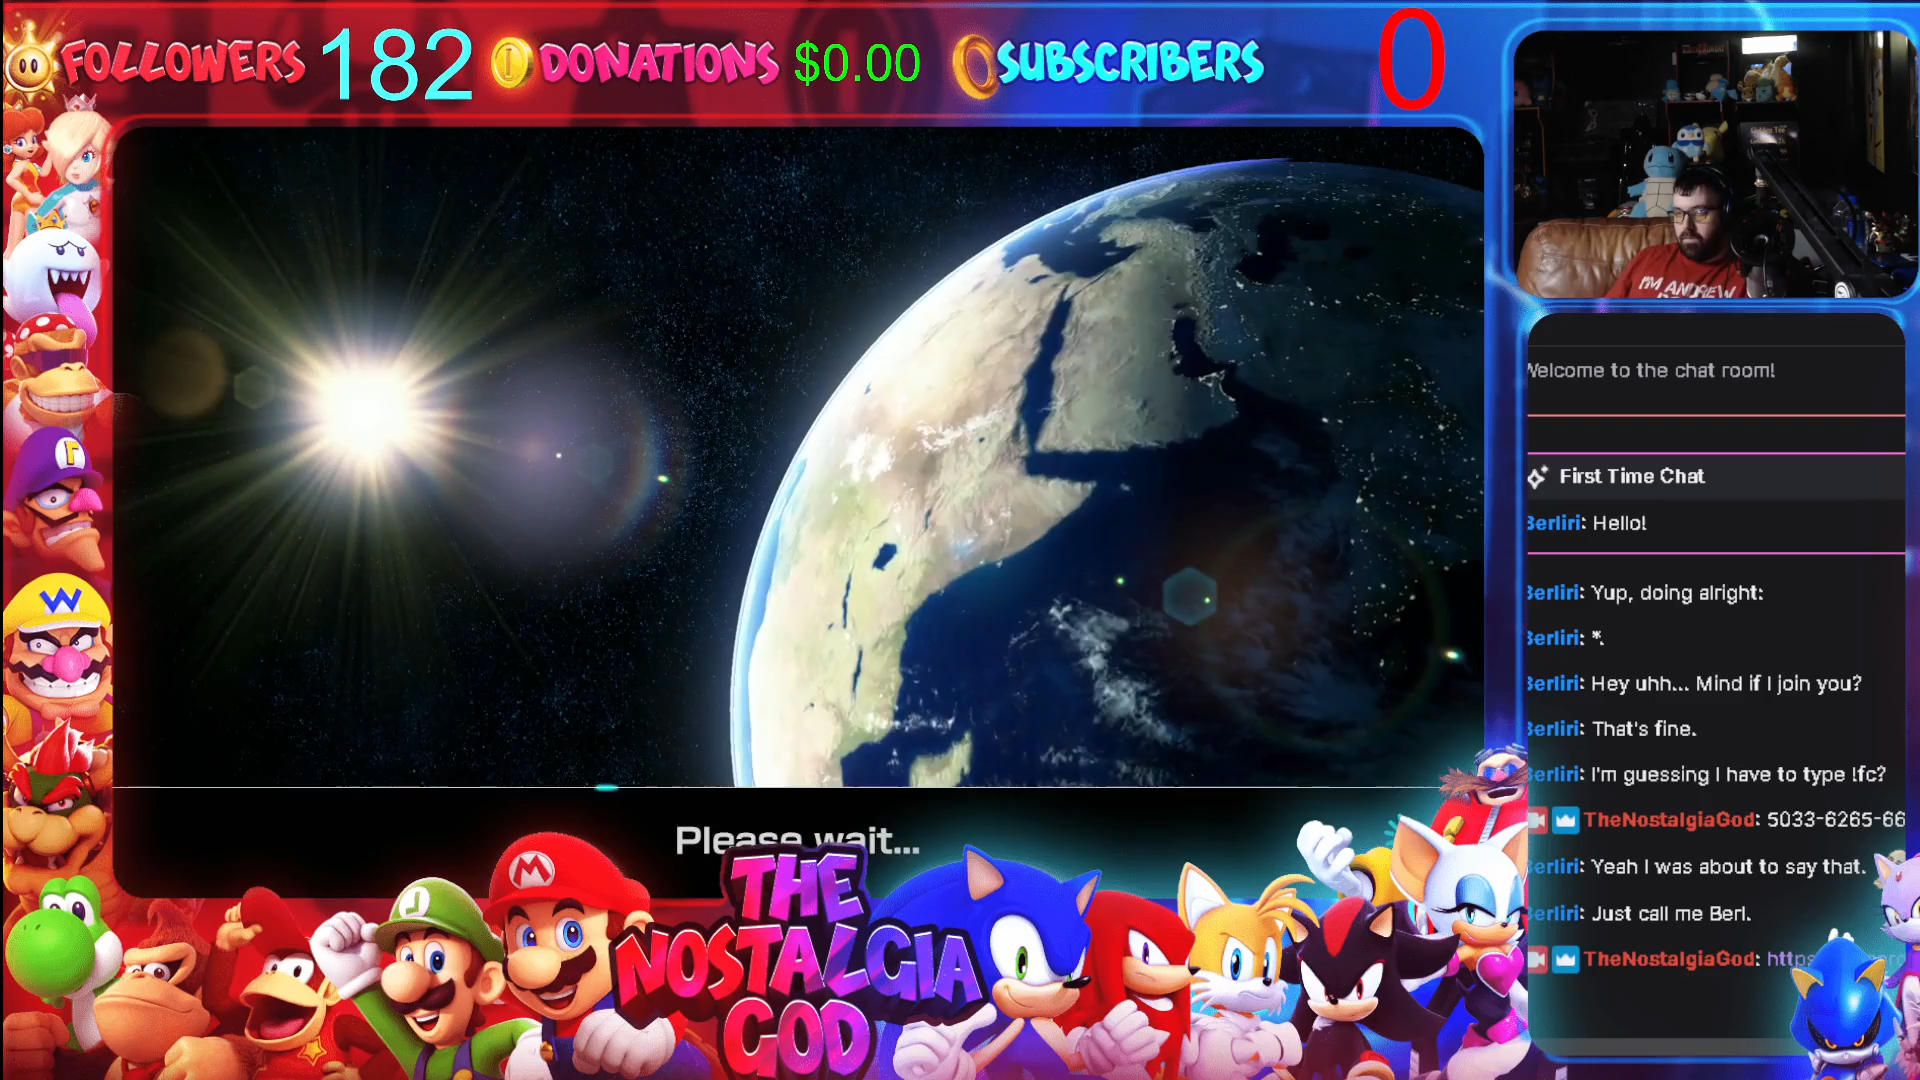 FOLLOWERS 182 DONATIONS $0.00 SUBSCRIBERS 0
I'M ANDREW
Welcome to the chat room!
First Time Chat
Berliri: Hello!
Berliri: Yup, doing alright:
Berliri: *.
Berliri: Hey uhh... Mind if I join you?
Berliri: That's fine.
Berliri: I'm guessing I have to type !fc?
TheNostalgiaGod: 5033-6265-66
Berliri: Yeah I was about to say that.
Berliri: Just call me Berl.
TheNostalgiaGod: https
Please wait...
THE
NOSTALGIA
GOD